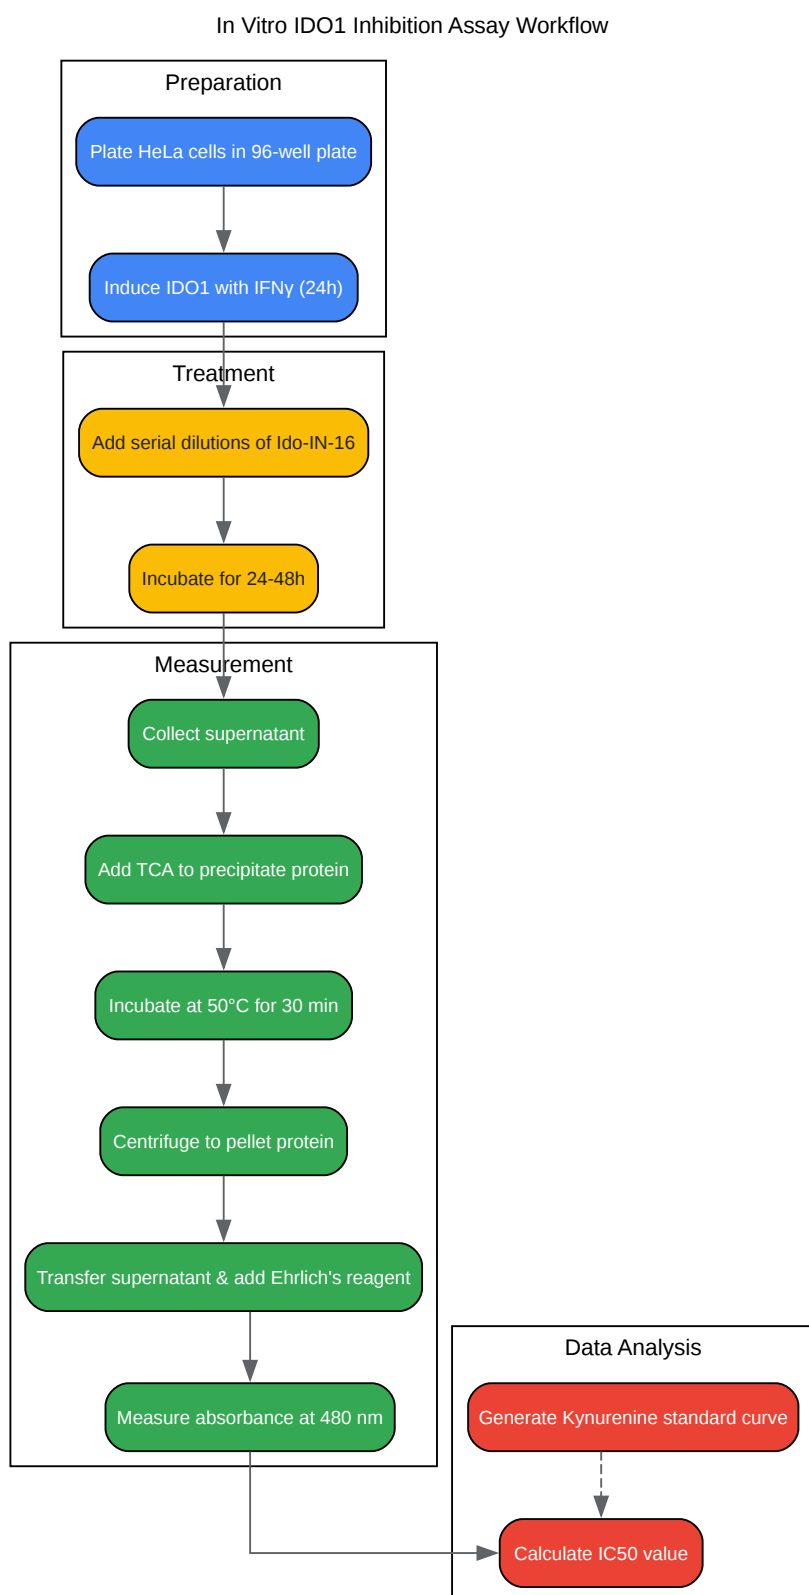 In Vitro IDO1 Inhibition Assay Workflow
Preparation
Plate HeLa cells in 96-well plate
Induce IDO1 with IFNγ (24h)
Treatment
Add serial dilutions of Ido-IN-16
Incubate for 24-48h
Measurement
Collect supernatant
Add TCA to precipitate protein
Incubate at 50°C for 30 min
Centrifuge to pellet protein
Transfer supernatant & add Ehrlich's reagent
Measure absorbance at 480 nm
Data Analysis
Generate Kynurenine standard curve
Calculate IC50 value